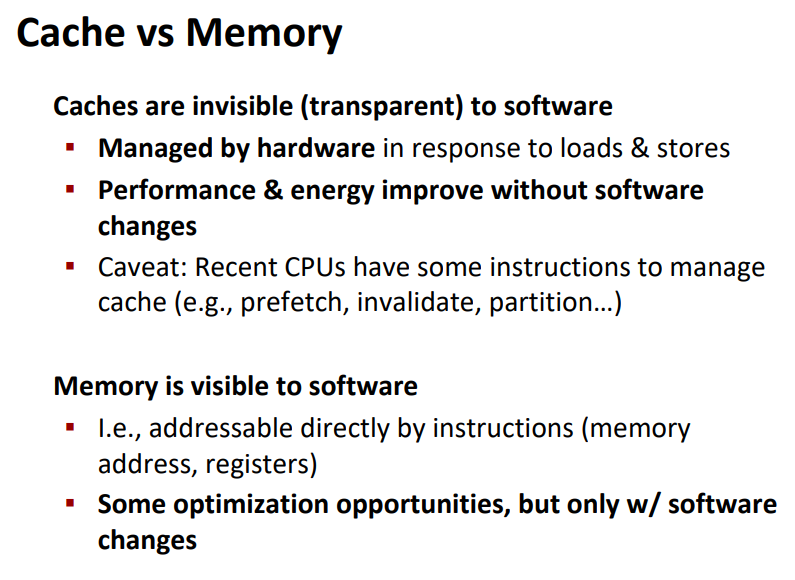 Cache vs Memory
Caches are invisible (transparent) to software
▪ Managed by hardware in response to loads & stores
▪ Performance & energy improve without software
changes
▪ Caveat: Recent CPUs have some instructions to manage
cache (e.g., prefetch, invalidate, partition…)
Memory is visible to software
▪ I.e., addressable directly by instructions (memory
address, registers)
▪ Some optimization opportunities, but only w/ software
changes